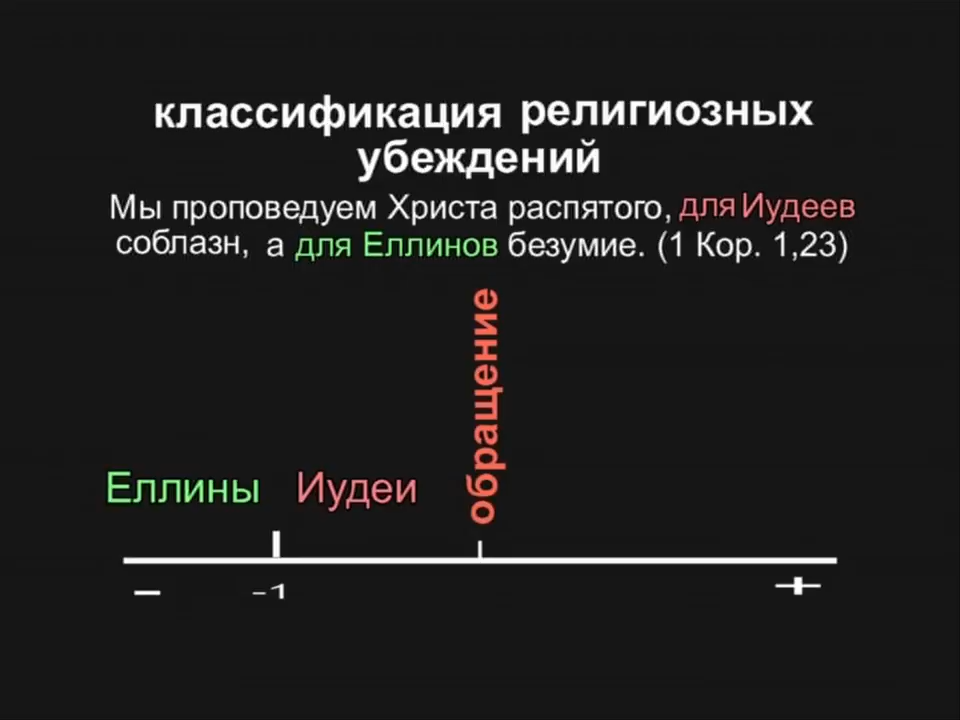 классификация религиозных
убеждений
Мы проповедуем Христа распятого, для Иудеев
соблазн, а для Еллинов безумие. (1 Кор. 1,23)
обращение
Еллины Иудеи
– -1 +